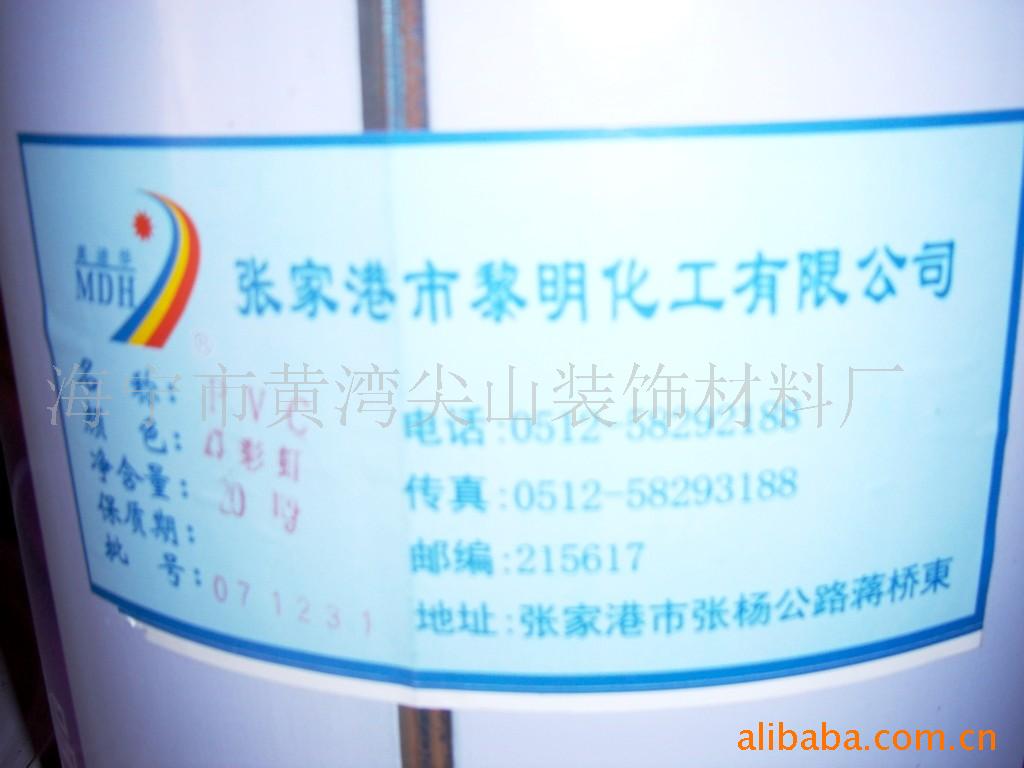 MDH
®
张家港市黎明化工有限公司
海宁市黄湾尖山装饰材料厂
名 称:
颜 色: 彩虹
净含量: 20 kg
保质期:
批 号: 071231
电话:0512-58292188
传真:0512-58293188
邮编:215617
地址:张家港市张杨公路蒋桥東
alibaba.com.cn